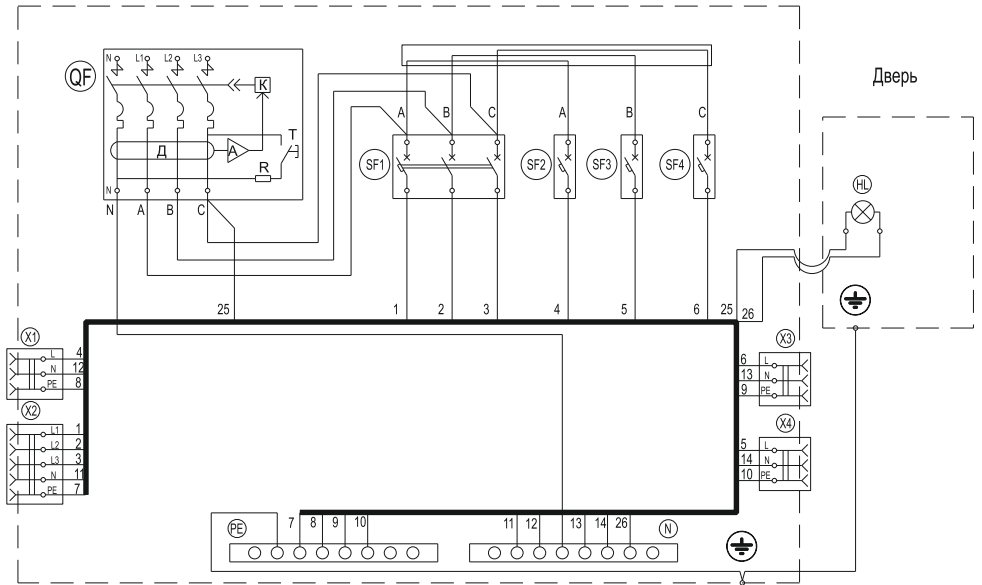 Дверь
QF
N L1 L2 L3
К
Д
А
T
R
N
N A B C
A B C A B C
SF1 SF2 SF3 SF4
HL
25 1 2 3 4 5 6 25 26
X1
L 4
N 12
PE 8
X2
L1 1
L2 2
L3 3
N 11
PE 7
X3
6 L
13 N
9 PE
X4
5 L
14 N
10 PE
PE 7 8 9 10
11 12 13 14 26 N